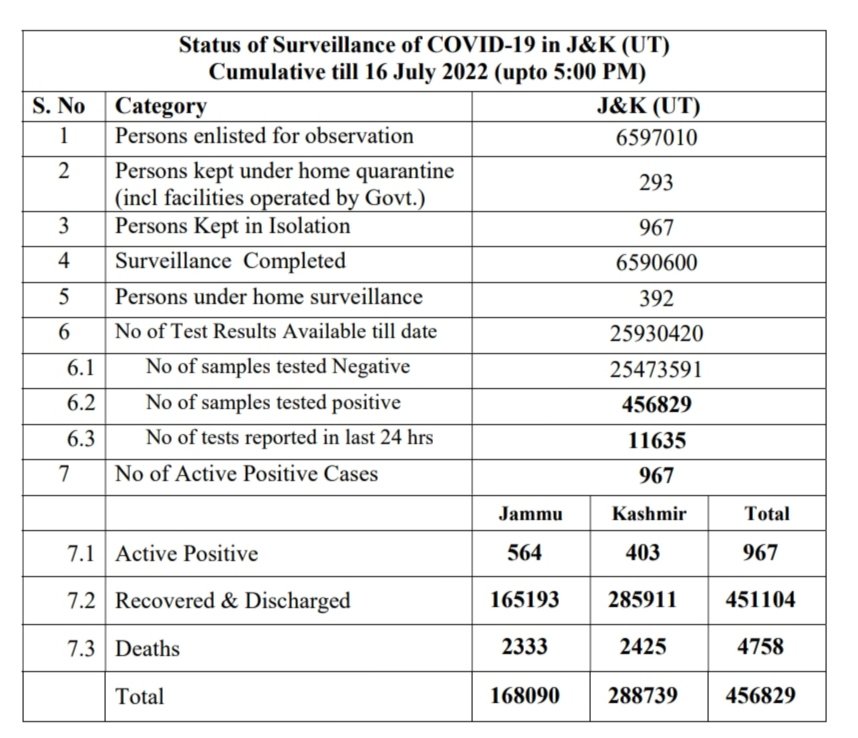 Status of Surveillance of COVID-19 in J&K (UT)
Cumulative till 16 July 2022 (upto 5:00 PM)
S. No Category J&K (UT)
1 Persons enlisted for observation 6597010
2 Persons kept under home quarantine
(incl facilities operated by Govt.) 293
3 Persons Kept in Isolation 967
4 Surveillance Completed 6590600
5 Persons under home surveillance 392
6 No of Test Results Available till date 25930420
6.1 No of samples tested Negative 25473591
6.2 No of samples tested positive 456829
6.3 No of tests reported in last 24 hrs 11635
7 No of Active Positive Cases 967
Jammu Kashmir Total
7.1 Active Positive 564 403 967
7.2 Recovered & Discharged 165193 285911 451104
7.3 Deaths 2333 2425 4758
Total 168090 288739 456829